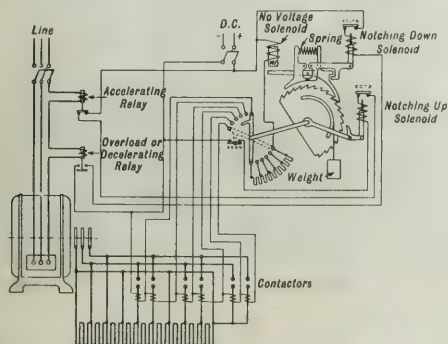 D.C.
- +
No Voltage
Solenoid
Spring
Notching Down
Solenoid
Line
Accelerating
Relay
Notching Up
Solenoid
Overload or
Decelerating
Relay
Weight
Contactors